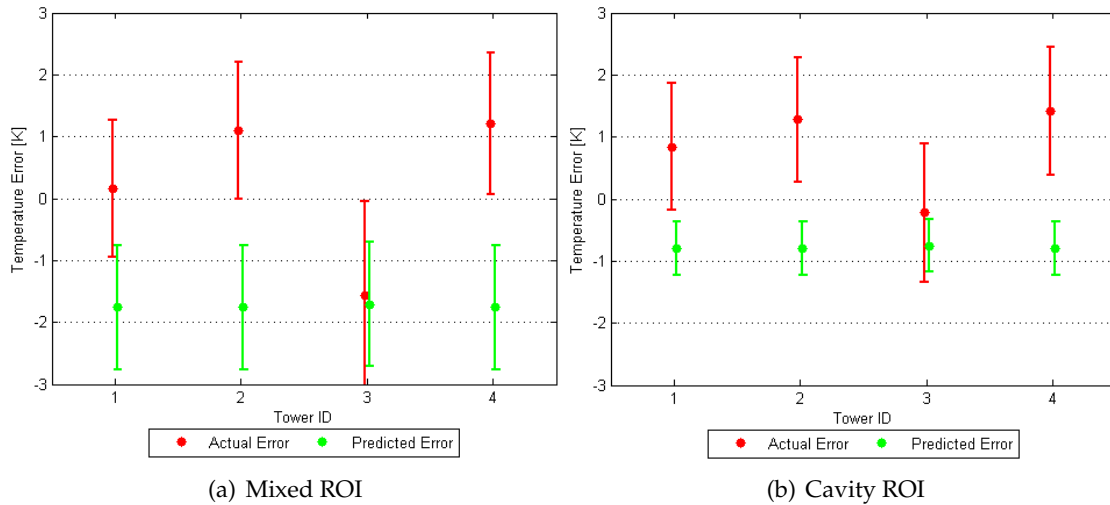 3
2
1
0
-1
-2
-3
Temperature Error [K]
1 2 3 4
Tower ID
Actual Error Predicted Error
(a) Mixed ROI
3
2
1
0
-1
-2
-3
Temperature Error [K]
1 2 3 4
Tower ID
Actual Error Predicted Error
(b) Cavity ROI